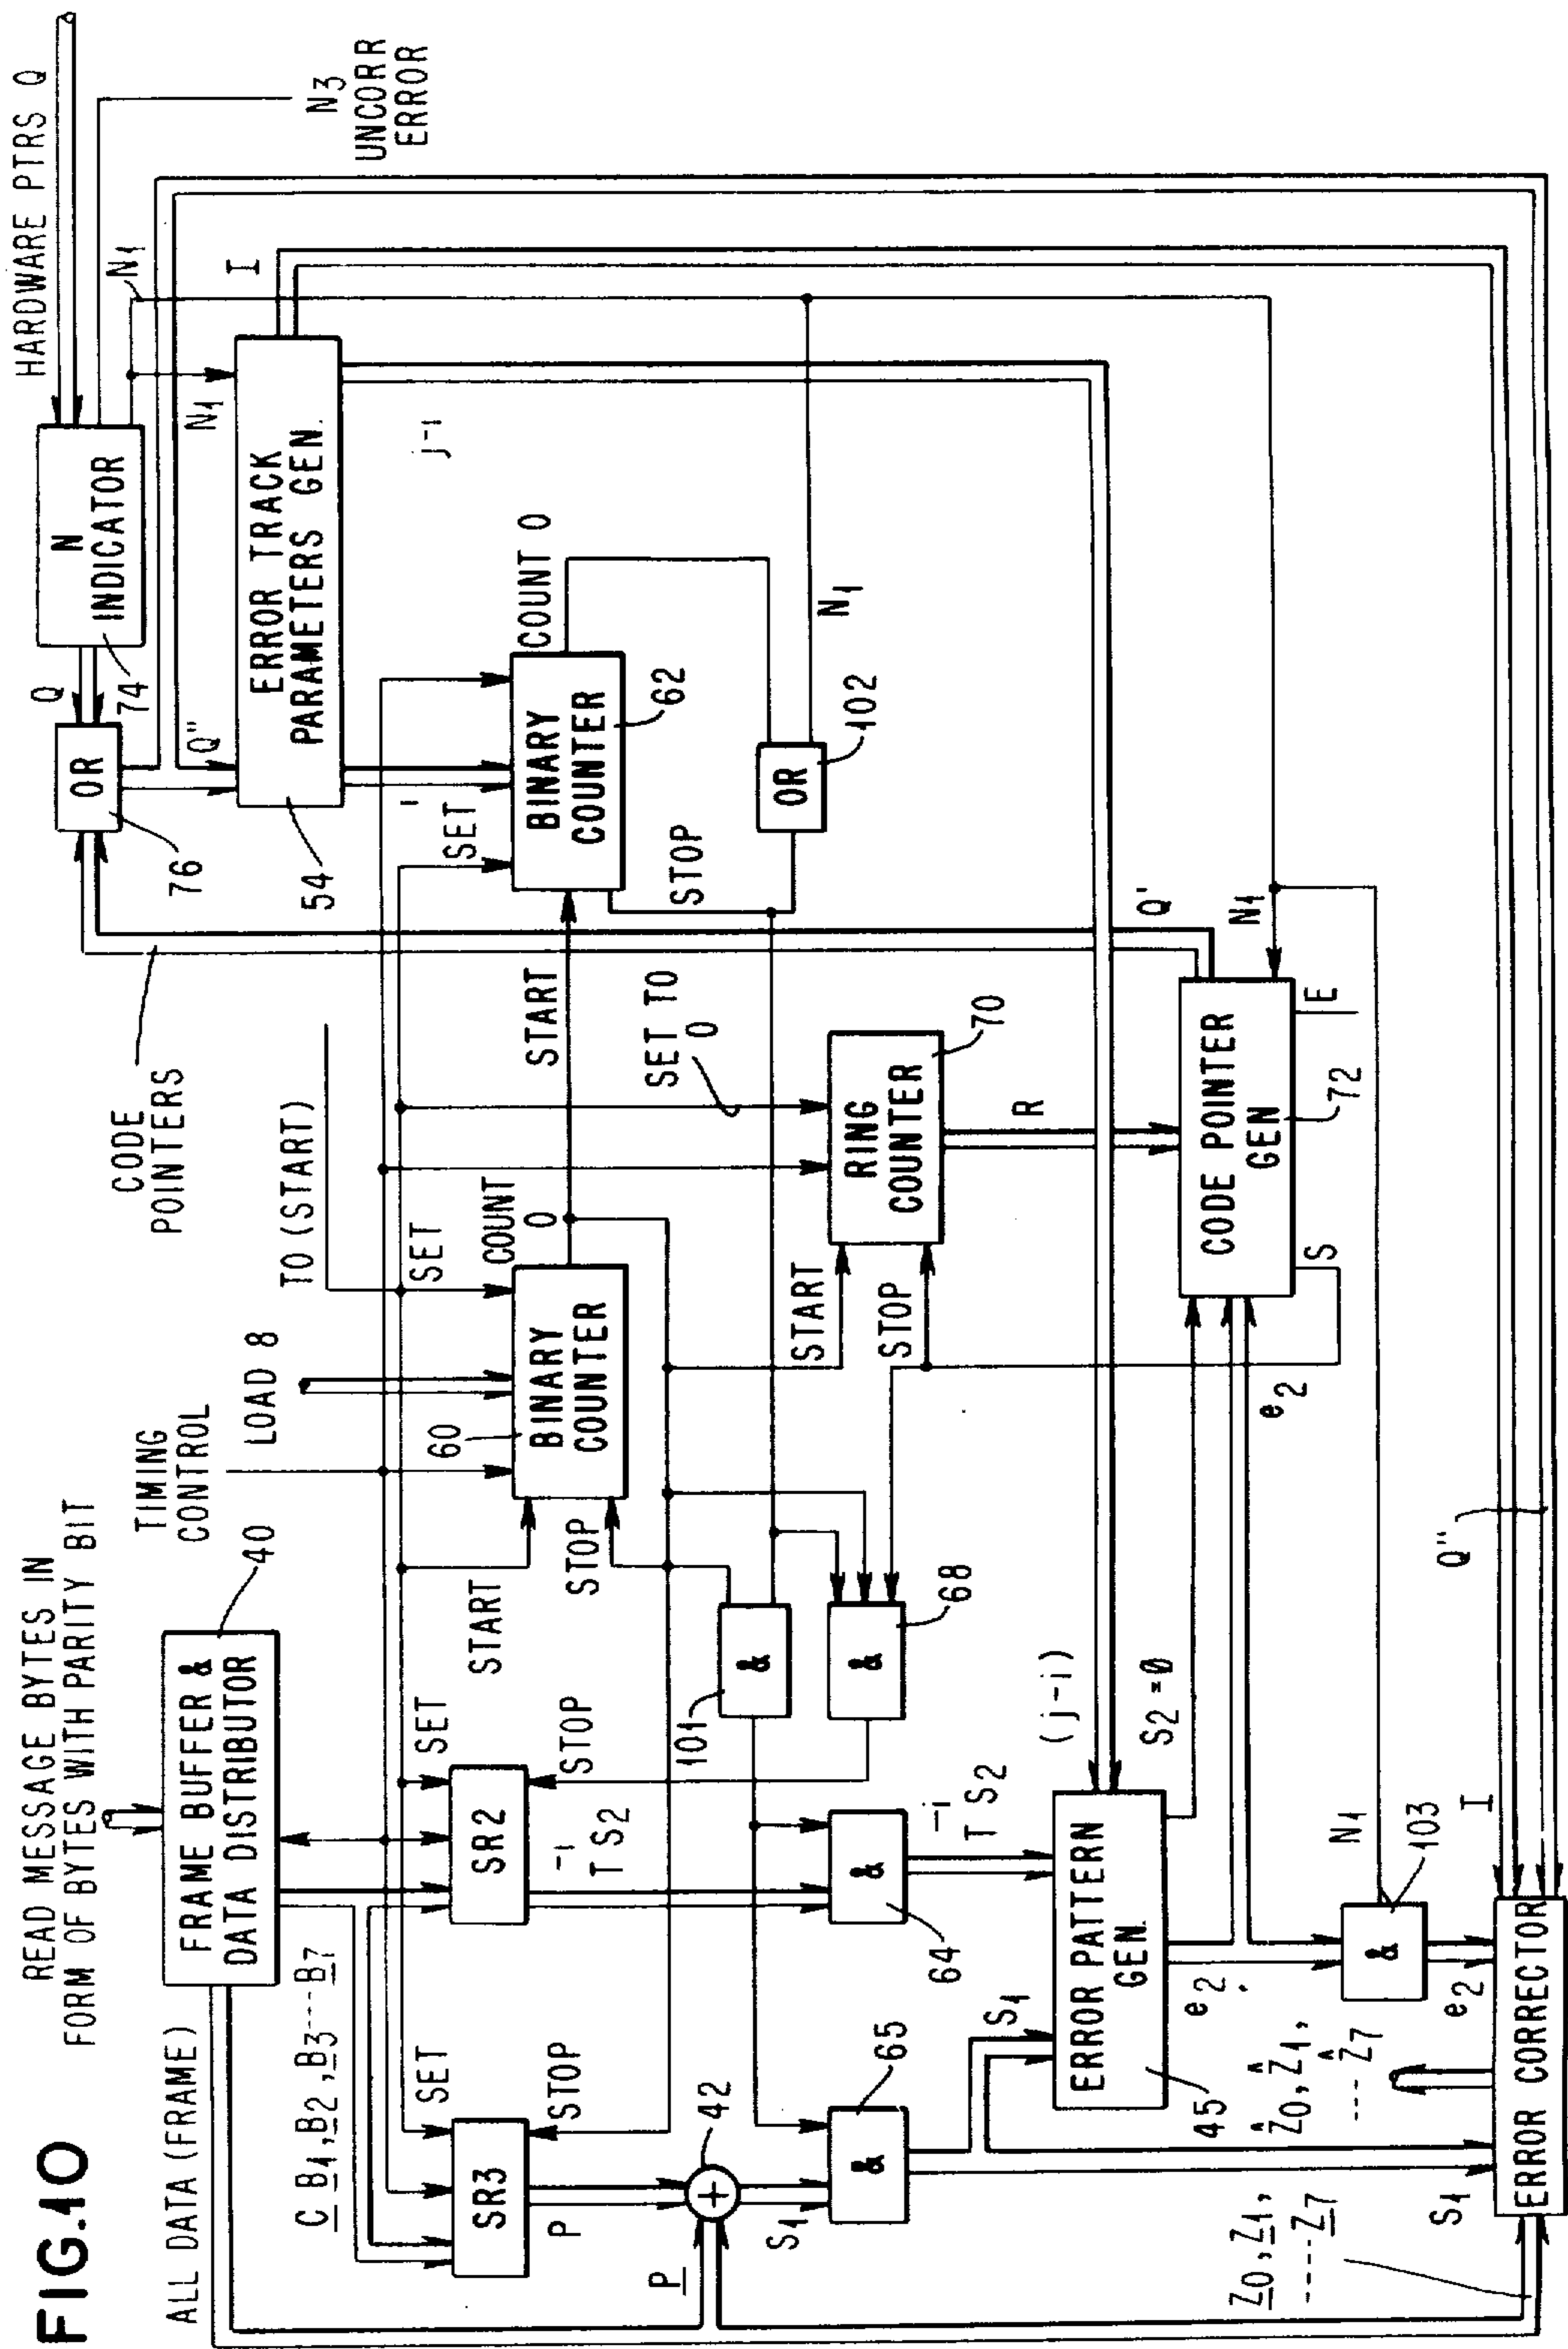 FIG.10
READ MESSAGE BYTES IN
FORM OF BYTES WITH PARITY BIT
ALL DATA (FRAME)
FRAME BUFFER &
DATA DISTRIBUTOR
40
TIMING
CONTROL
LOAD 8
TO (START)
CODE
POINTERS
HARDWARE PTRS Q
N
INDICATOR
74
Q
OR
76
Q''
N1
N1
N3
UNCORR
ERROR
ERROR TRACK
PARAMETERS GEN.
54
I
j-i
C B1,B2,B3---B7
SET
SR3
P
STOP
SET
SR2
STOP
T-i S2
START
STOP
60
BINARY
COUNTER
SET
COUNT
0
START
SET
BINARY
COUNTER
62
COUNT 0
STOP
OR
102
N1
P
42
+
S1
&
65
&
64
T-i S2
101
&
&
68
START
STOP
SET TO
0
RING
COUNTER
70
R
(j-i)
S1
ERROR PATTERN
GEN.
45
S2=0
e2
e2
CODE POINTER
GEN
72
S
E
Q'
N1
Z0,Z1,
----Z7
Ẑ0,Ẑ1,
---Ẑ7
S1
&
103
N1
e2
I
Q''
ERROR CORRECTOR